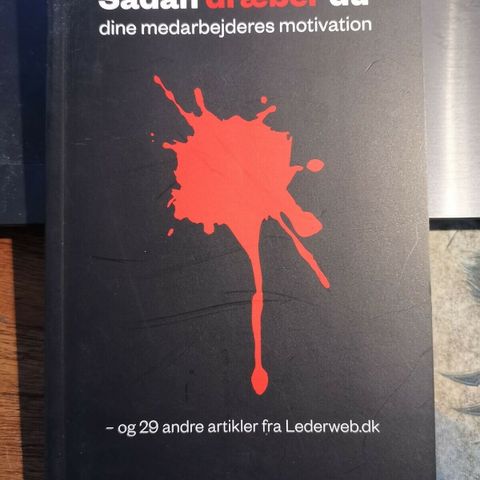 Sådan dræber du
dine medarbejderes motivation
– og 29 andre artikler fra Lederweb.dk